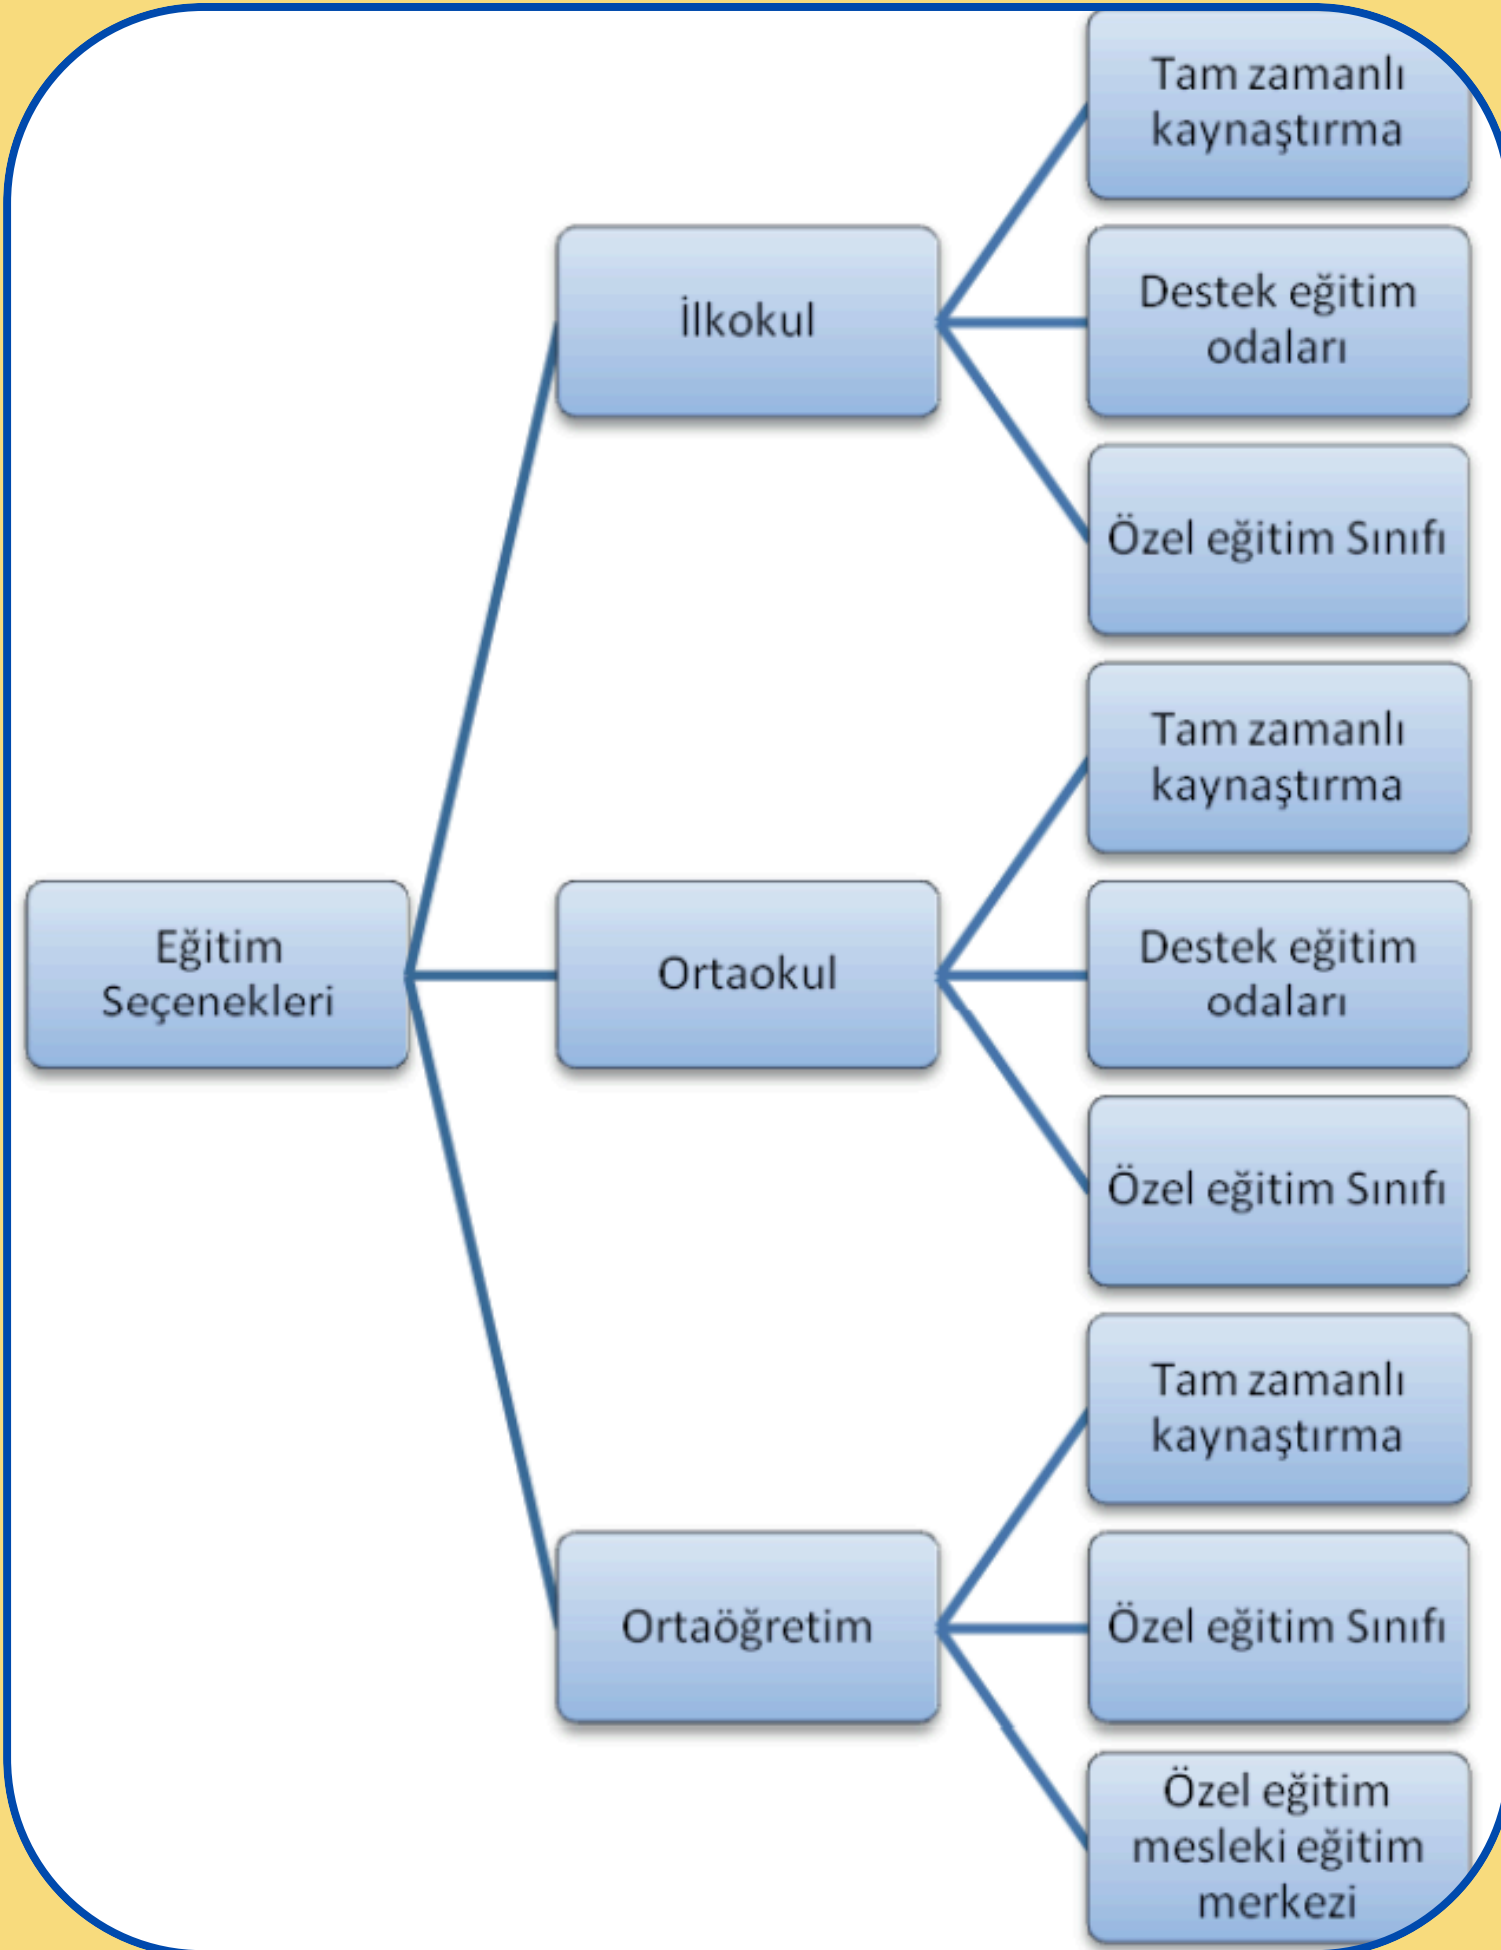 Eğitim
Seçenekleri
İlkokul
Tam zamanlı
kaynaştırma
Destek eğitim
odaları
Özel eğitim Sınıfı
Ortaokul
Tam zamanlı
kaynaştırma
Destek eğitim
odaları
Özel eğitim Sınıfı
Ortaöğretim
Tam zamanlı
kaynaştırma
Özel eğitim Sınıfı
Özel eğitim
mesleki eğitim
merkezi